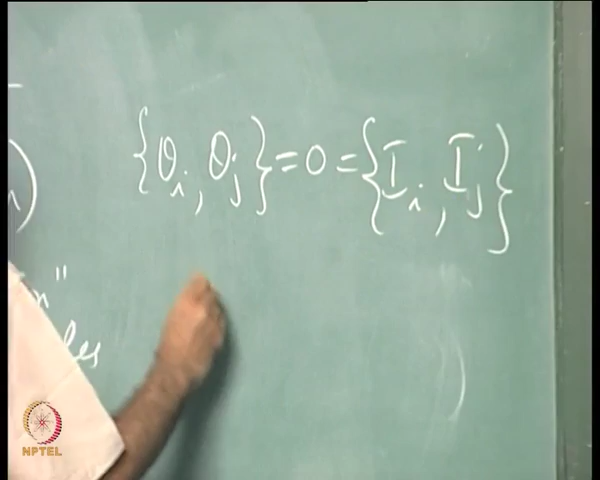 {θ_i, θ_j} = 0 = {I_i, I_j}
NPTEL